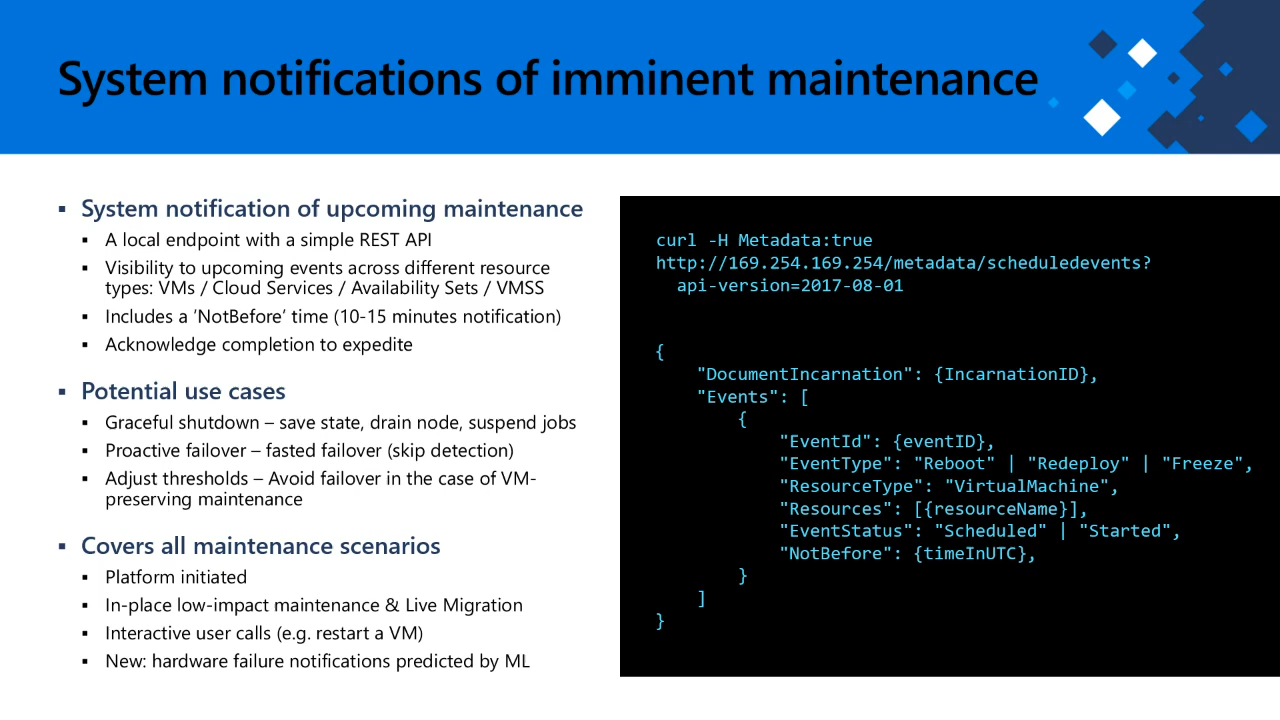 System notifications of imminent maintenance
▪ System notification of upcoming maintenance
▪ A local endpoint with a simple REST API
▪ Visibility to upcoming events across different resource
types: VMs / Cloud Services / Availability Sets / VMSS
▪ Includes a ’NotBefore’ time (10-15 minutes notification)
▪ Acknowledge completion to expedite
▪ Potential use cases
▪ Graceful shutdown – save state, drain node, suspend jobs
▪ Proactive failover – fasted failover (skip detection)
▪ Adjust thresholds – Avoid failover in the case of VM-
preserving maintenance
▪ Covers all maintenance scenarios
▪ Platform initiated
▪ In-place low-impact maintenance & Live Migration
▪ Interactive user calls (e.g. restart a VM)
▪ New: hardware failure notifications predicted by ML
curl -H Metadata:true
http://169.254.169.254/metadata/scheduledevents?
api-version=2017-08-01
{
"DocumentIncarnation": {IncarnationID},
"Events": [
{
"EventId": {eventID},
"EventType": "Reboot" | "Redeploy" | "Freeze",
"ResourceType": "VirtualMachine",
"Resources": [{resourceName}],
"EventStatus": "Scheduled" | "Started",
"NotBefore": {timeInUTC},
}
]
}